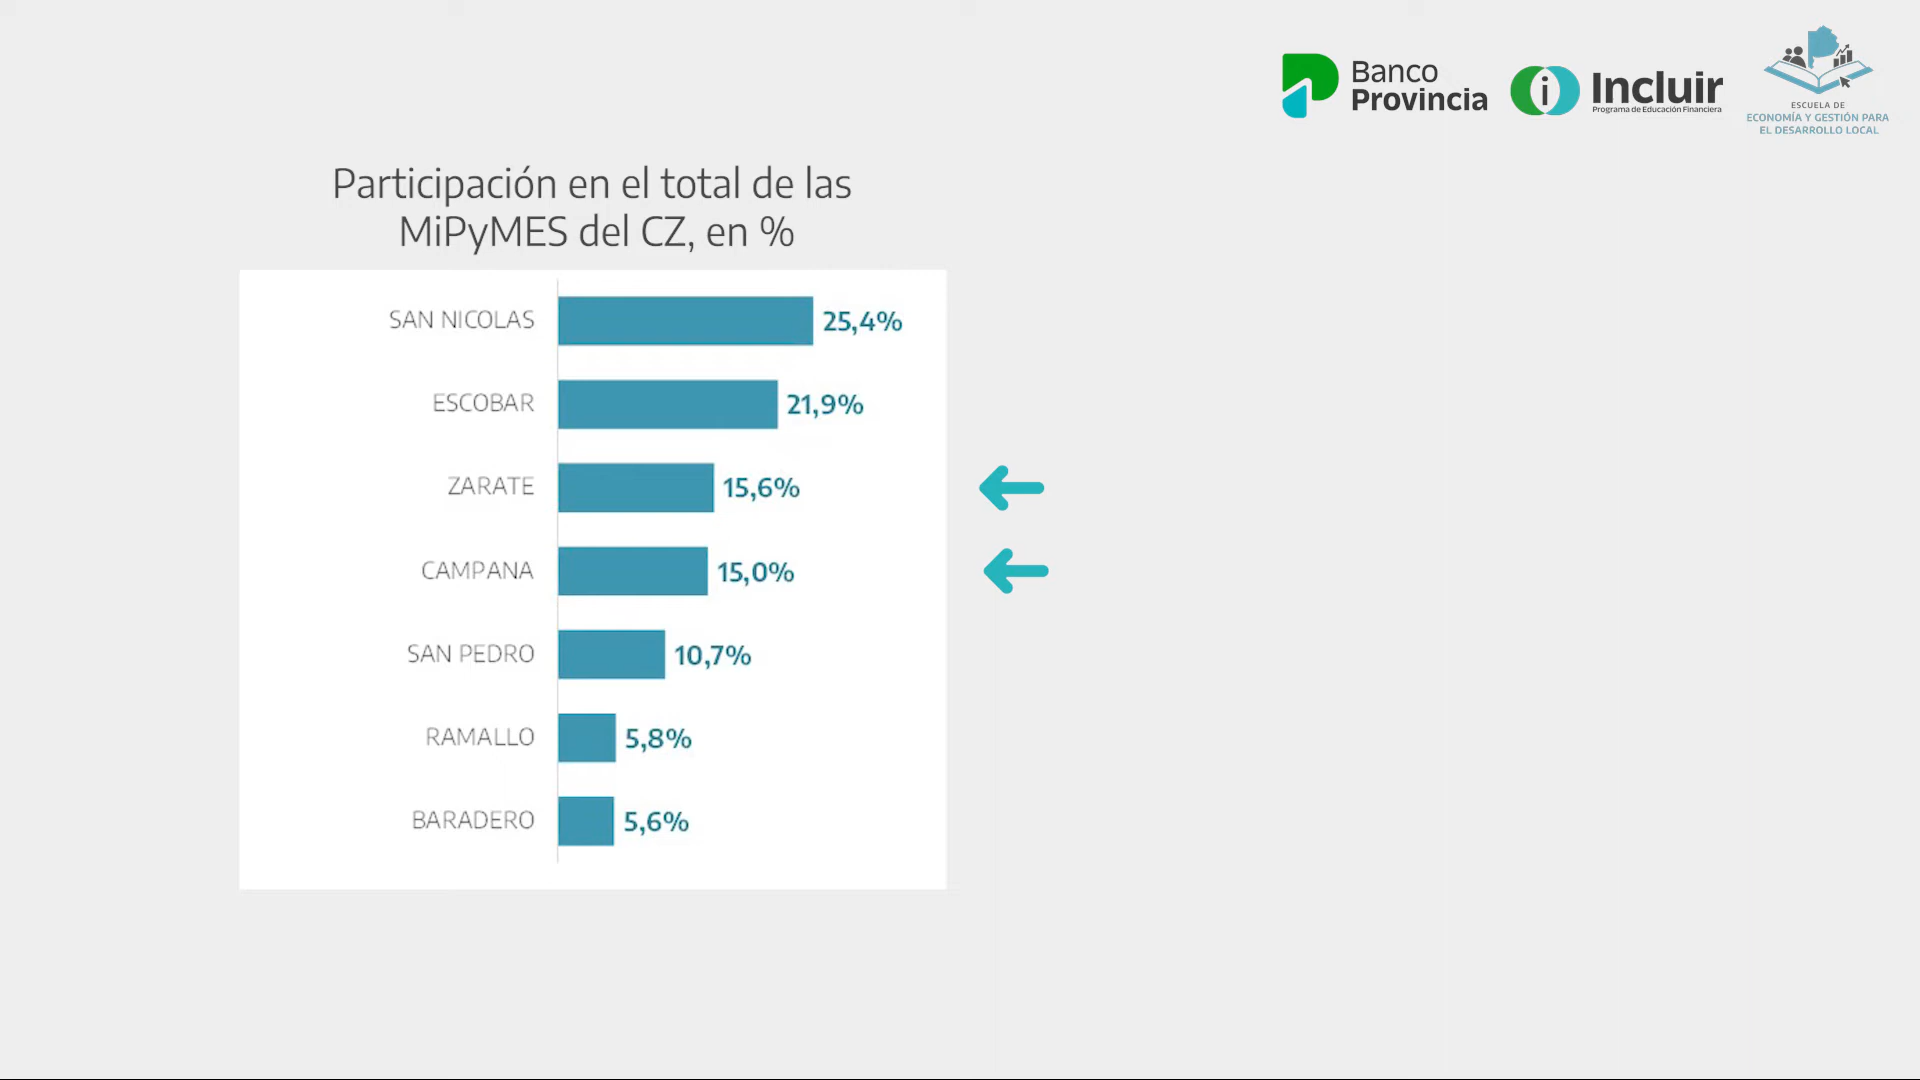 Banco
Provincia
i
Incluir
Programa de Educación Financiera
ESCUELA DE
ECONOMÍA Y GESTIÓN PARA
EL DESARROLLO LOCAL
Participación en el total de las
MiPyMES del CZ, en %
SAN NICOLAS 25,4%
ESCOBAR 21,9%
ZARATE 15,6%
CAMPANA 15,0%
SAN PEDRO 10,7%
RAMALLO 5,8%
BARADERO 5,6%